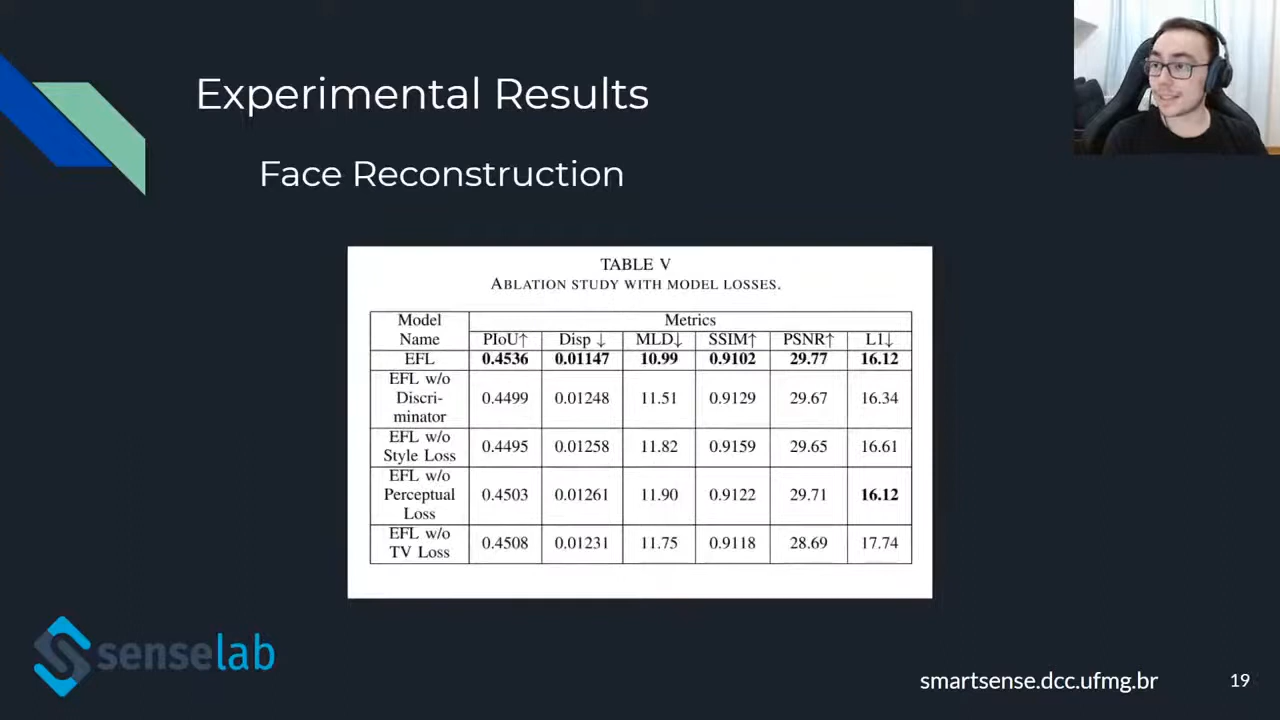 Experimental Results
Face Reconstruction
TABLE V
ABLATION STUDY WITH MODEL LOSSES.
Model Name Metrics
PIoU↑ Disp ↓ MLD↓ SSIM↑ PSNR↑ L1↓
EFL 0.4536 0.01147 10.99 0.9102 29.77 16.12
EFL w/o
Discri-
minator 0.4499 0.01248 11.51 0.9129 29.67 16.34
EFL w/o
Style Loss 0.4495 0.01258 11.82 0.9159 29.65 16.61
EFL w/o
Perceptual
Loss 0.4503 0.01261 11.90 0.9122 29.71 16.12
EFL w/o
TV Loss 0.4508 0.01231 11.75 0.9118 28.69 17.74
senselab
smartsense.dcc.ufmg.br
19